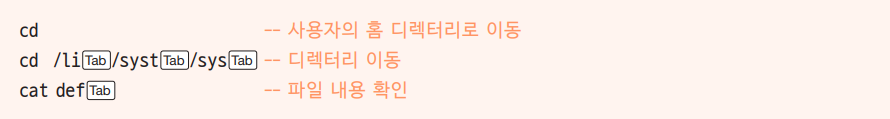 cd -- 사용자의 홈 디렉터리로 이동
cd /liTab/systTab/sysTab -- 디렉터리 이동
cat defTab -- 파일 내용 확인